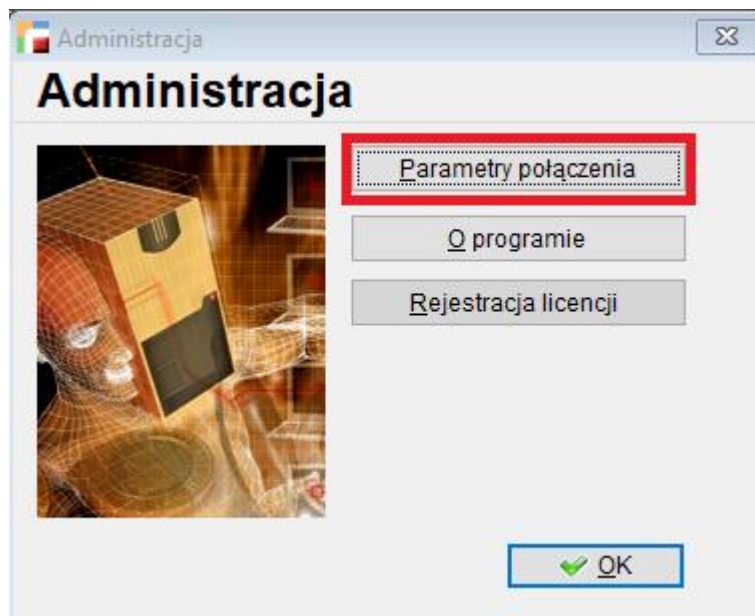 Administracja
Administracja
Parametry połączenia
O programie
Rejestracja licencji
OK